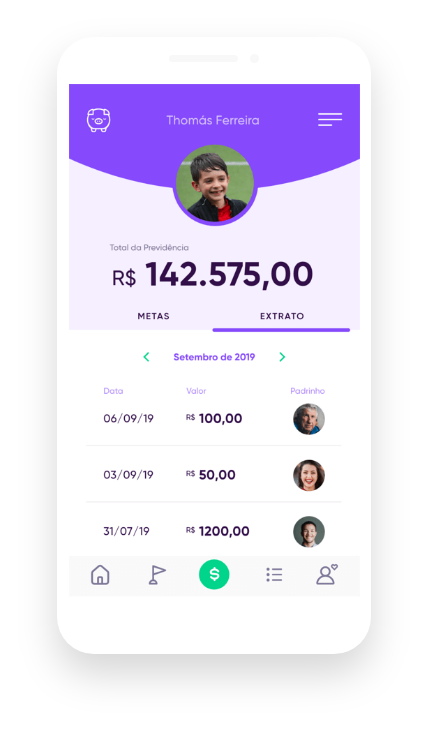 Thomás Ferreira
Total da Previdência
R$ 142.575,00
METAS EXTRATO
Setembro de 2019
Data Valor Padrinho
06/09/19 R$ 100,00
03/09/19 R$ 50,00
31/07/19 R$ 1200,00
$